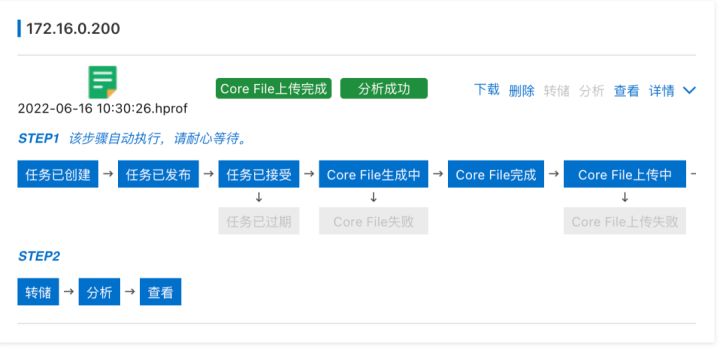 172.16.0.200
Core File上传完成 分析成功 下载 删除 转储 分析 查看 详情
2022-06-16 10:30:26.hprof
STEP1 该步骤自动执行，请耐心等待。
任务已创建 → 任务已发布 → 任务已接受 → Core File生成中 → Core File完成 → Core File上传中
↓ ↓ ↓
任务已过期 Core File失败 Core File上传失败
STEP2
转储 → 分析 → 查看